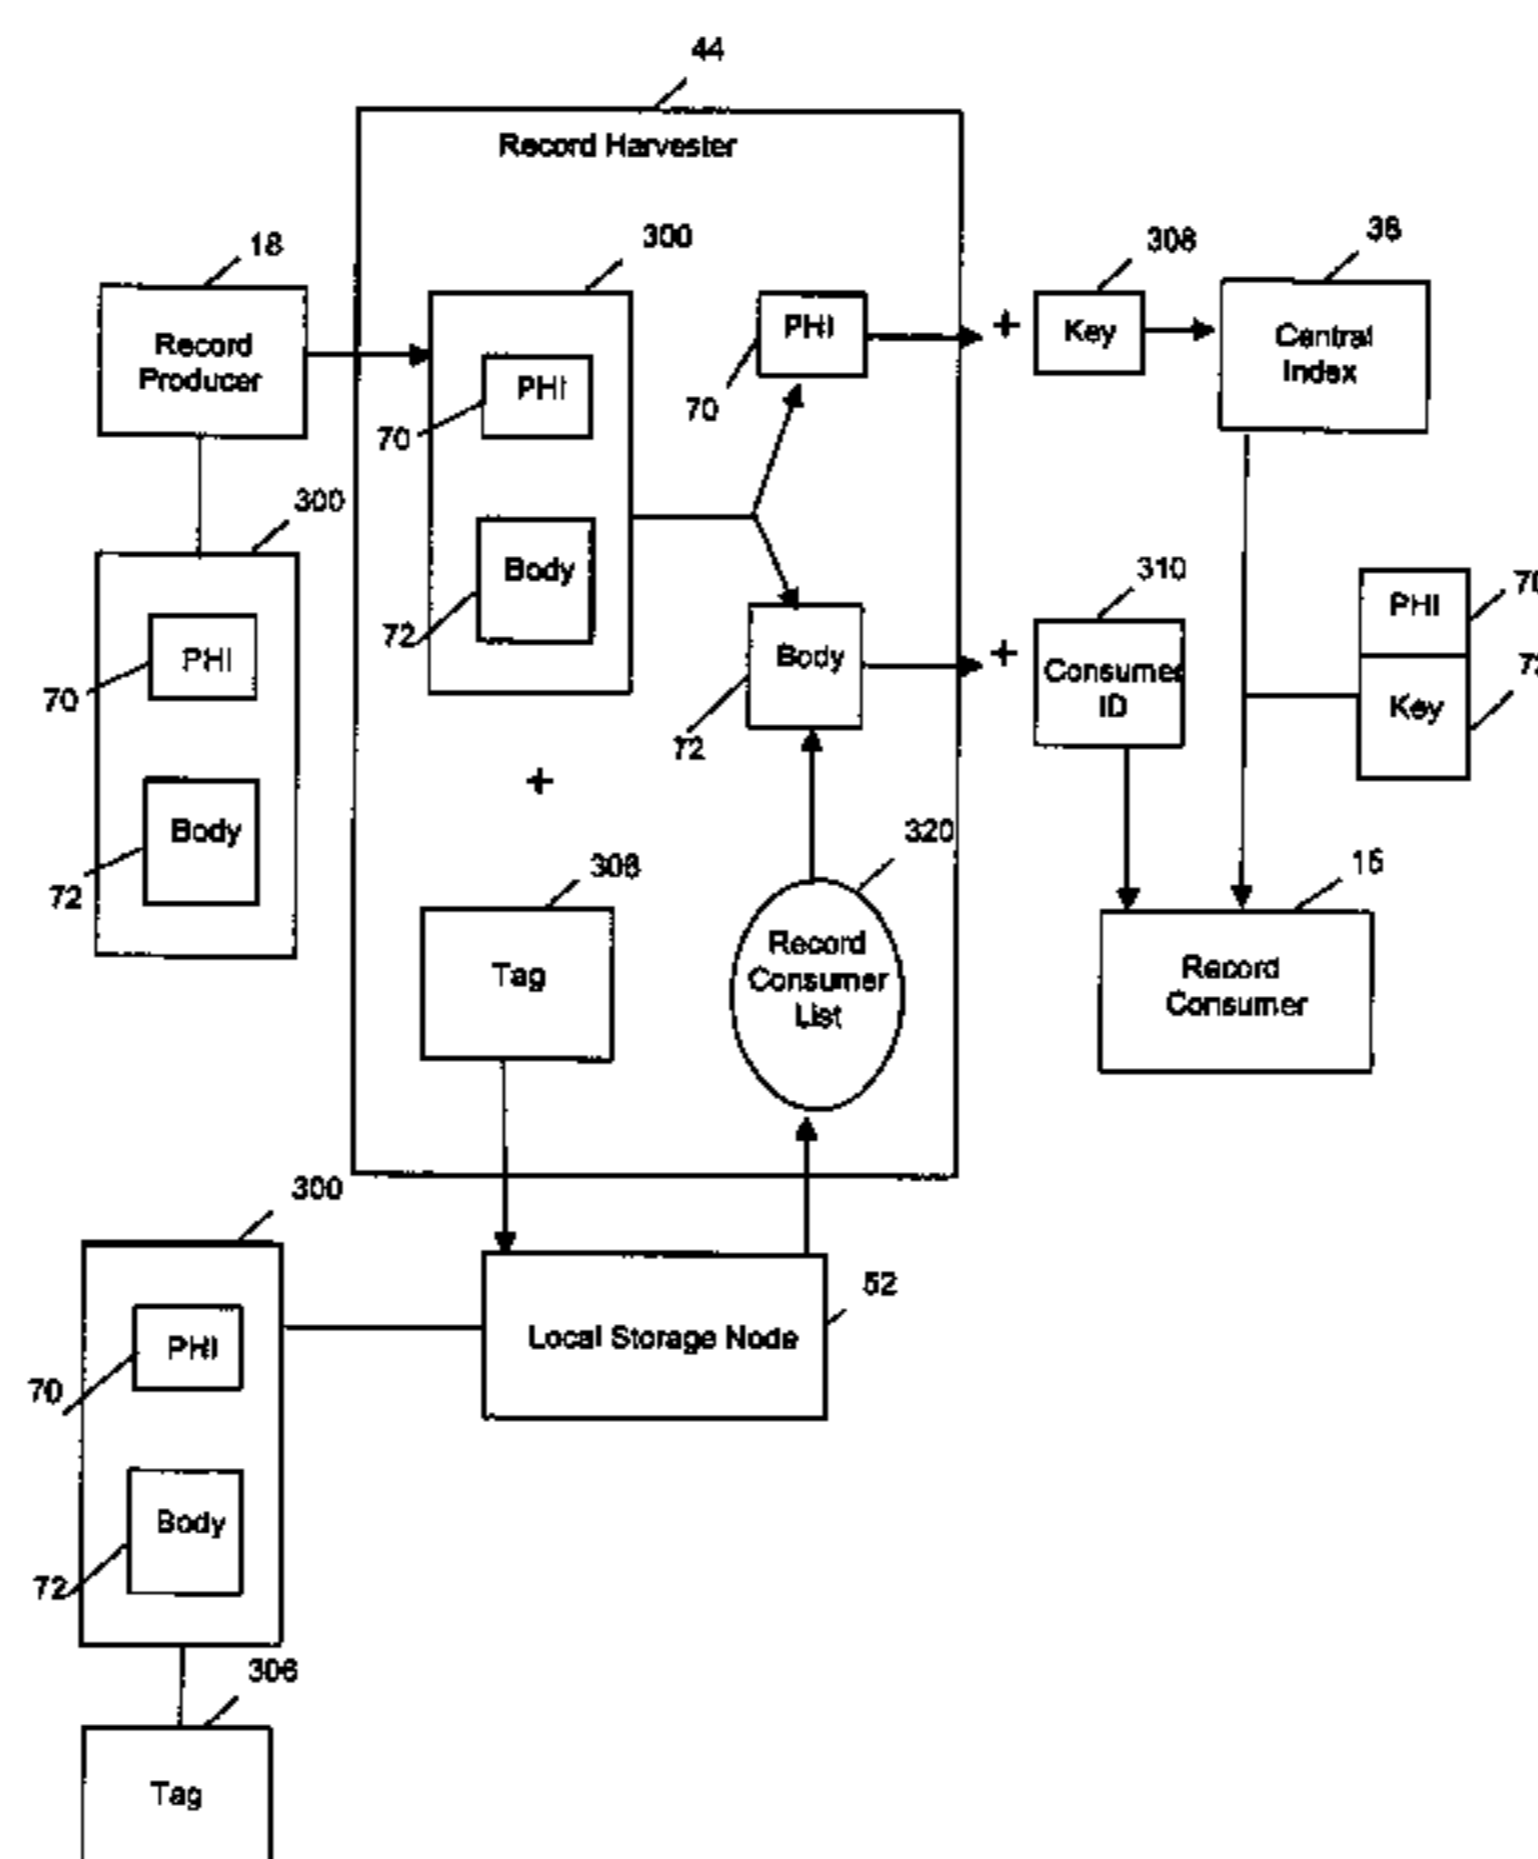 44
Record Harvester
18
300
308
38
Record
Producer
PHI
70
PHI
70
Key
Central
Index
300
Body
72
310
PHI
70
Body
72
Consumer
ID
PHI
Key
70
Body
72
306
Tag
320
Record
Consumer
List
16
Record
Consumer
300
52
PHI
70
Local Storage Node
Body
72
306
Tag